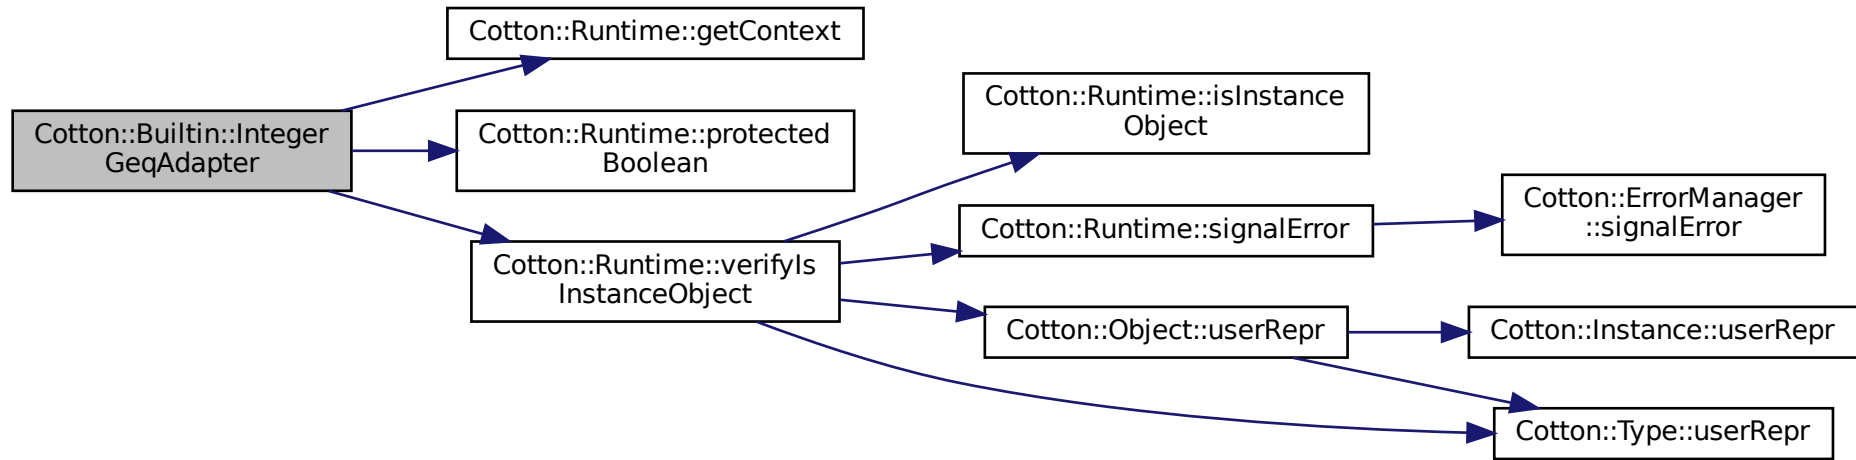 Cotton::Runtime::getContext
Cotton::Builtin::Integer
GeqAdapter
Cotton::Runtime::protected
Boolean
Cotton::Runtime::verifyIs
InstanceObject
Cotton::Runtime::isInstance
Object
Cotton::Runtime::signalError
Cotton::ErrorManager
::signalError
Cotton::Object::userRepr
Cotton::Instance::userRepr
Cotton::Type::userRepr